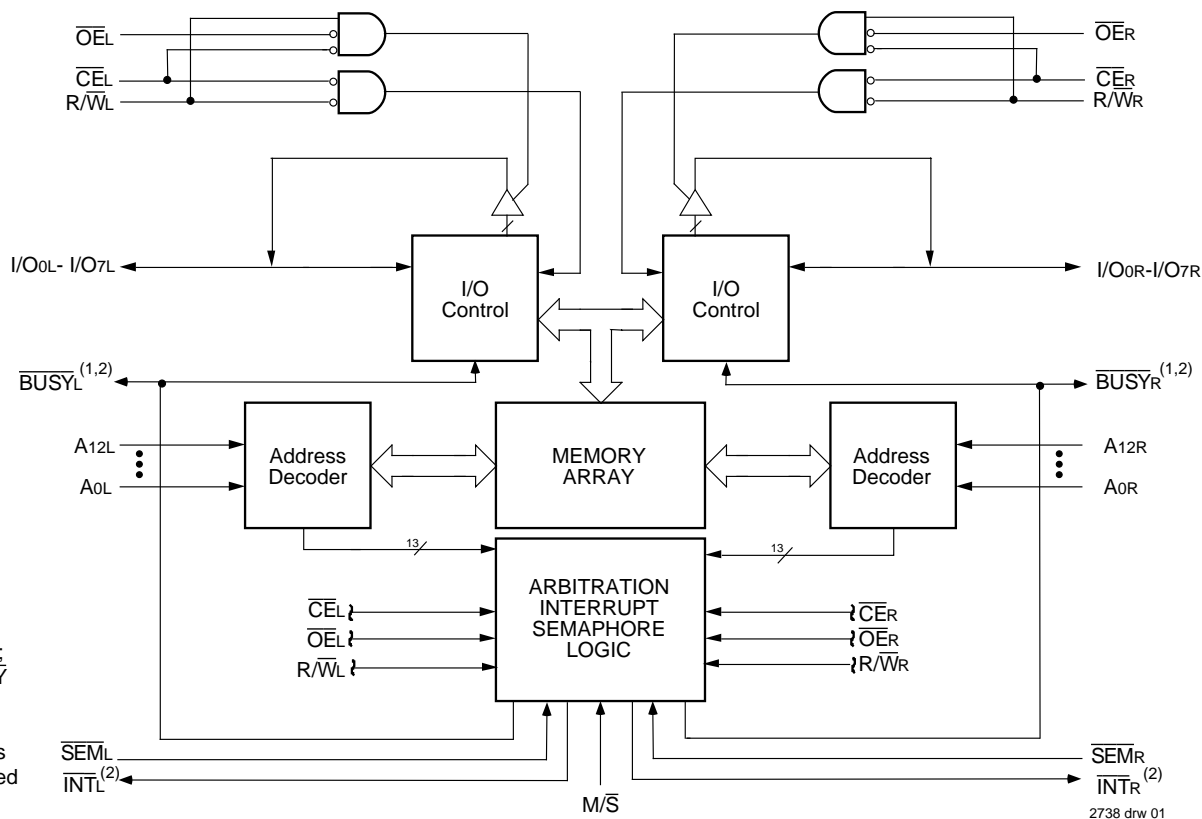 OEL
OER
CEL
CER
R/WL
R/WR
I/O0L- I/O7L
I/O Control
I/O Control
I/O0R-I/O7R
BUSYL(1,2)
BUSYR(1,2)
A12L
A0L
Address Decoder
MEMORY ARRAY
Address Decoder
A12R
A0R
13
13
ARBITRATION
INTERRUPT
SEMAPHORE
LOGIC
CEL
OEL
R/WL
CER
OER
R/WR
SEML
SEMR
INTL(2)
INTR(2)
M/S
2738 drw 01